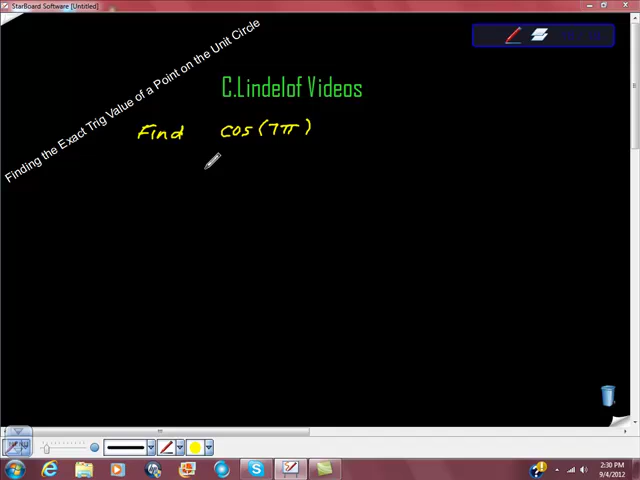 StarBoard Software [Untitled]
Finding the Exact Trig Value of a Point on the Unit Circle
C.Lindelof Videos
Find cos(7π)
2:30 PM
9/4/2012